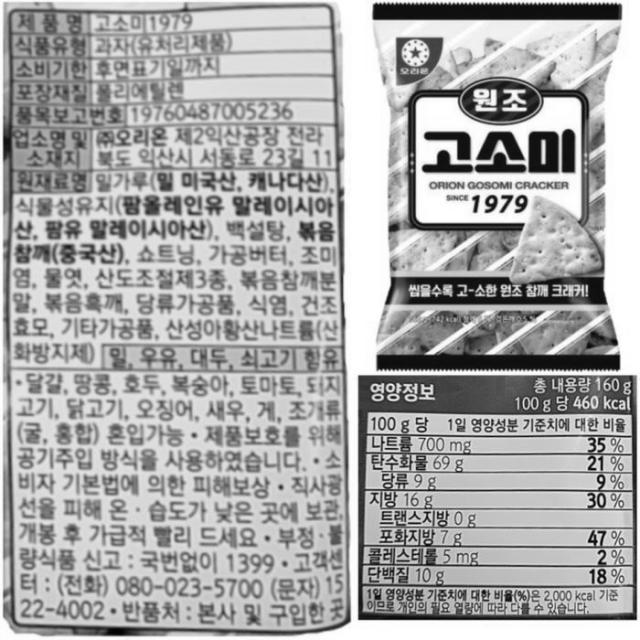 제 품 명 고소미1979
식품유형 과자(유처리제품)
소비기한 후면표기일까지
포장재질 폴리에틸렌
품목보고번호 19760487005236
업소명 및 소재지 ㈜오리온 제2익산공장 전라
북도 익산시 서동로 23길 11
원재료명 밀가루(밀 미국산, 캐나다산),
식물성유지(팜올레인유 말레이시아
산, 팜유 말레이시아산), 백설탕, 볶음
참깨(중국산), 쇼트닝, 가공버터, 조미
염, 물엿, 산도조절제3종, 볶음참깨분
말, 볶음흑깨, 당류가공품, 식염, 건조
효모, 기타가공품, 산성아황산나트륨(산
화방지제) 밀, 우유, 대두, 쇠고기 함유
• 달걀, 땅콩, 호두, 복숭아, 토마토, 돼지
고기, 닭고기, 오징어, 새우, 게, 조개류
(굴, 홍합) 혼입가능 • 제품보호를 위해
공기주입 방식을 사용하였습니다. • 소
비자 기본법에 의한 피해보상 • 직사광
선을 피해 온·습도가 낮은 곳에 보관,
개봉 후 가급적 빨리 드세요 • 부정·불
량식품 신고 : 국번없이 1399 • 고객센
터 : (전화) 080-023-5700 (문자) 15
22-4002 • 반품처 : 본사 및 구입한 곳
오리온
원조
고소미
ORION GOSOMI CRACKER
SINCE 1979
씹을수록 고-소한 원조 참깨 크래커!
영양정보
총 내용량 160 g
100 g 당 460 kcal
100 g 당 1일 영양성분 기준치에 대한 비율
나트륨 700 mg 35 %
탄수화물 69 g 21 %
당류 9 g 9 %
지방 16 g 30 %
트랜스지방 0 g
포화지방 7 g 47 %
콜레스테롤 5 mg 2 %
단백질 10 g 18 %
1일 영양성분 기준치에 대한 비율(%)은 2,000 kcal 기준
이므로 개인의 필요 열량에 따라 다를 수 있습니다.